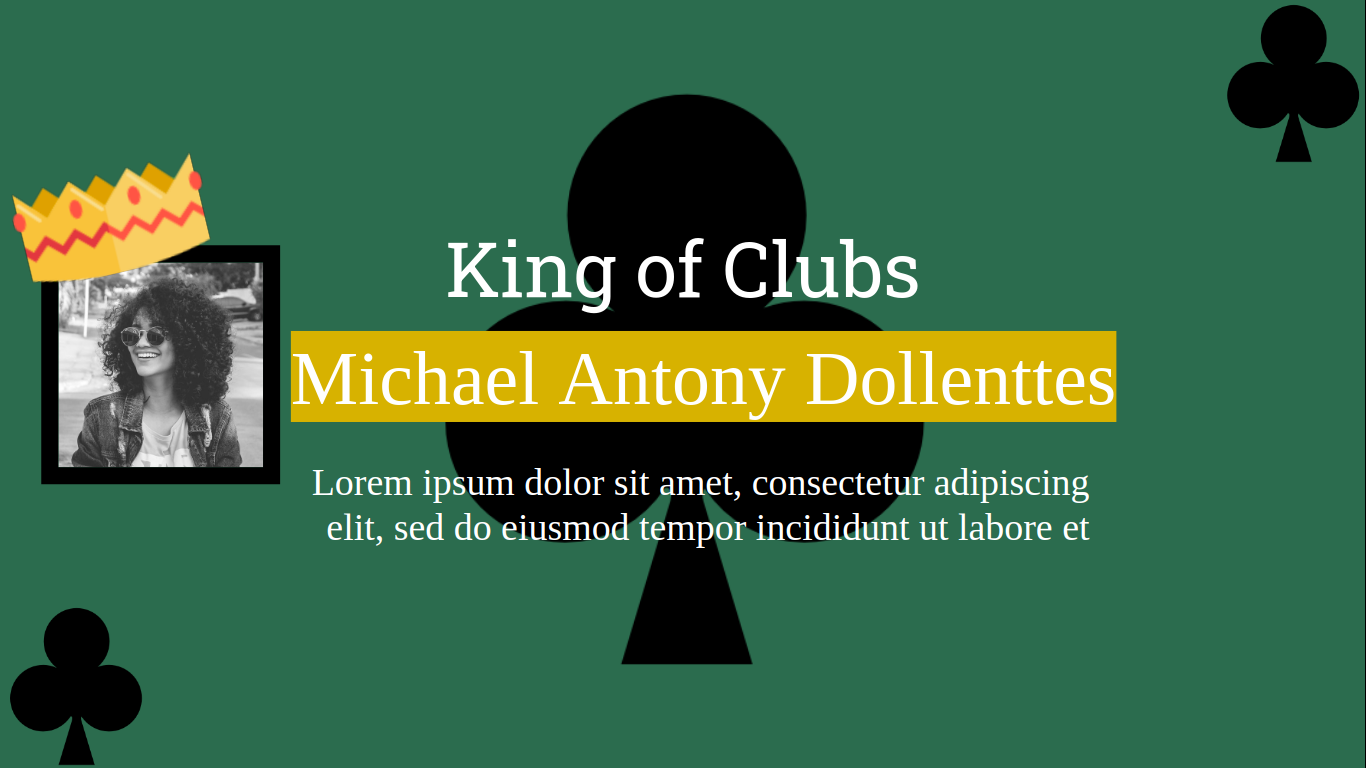 King of Clubs
Michael Antony Dollenttes
Lorem ipsum dolor sit amet, consectetur adipiscing
elit, sed do eiusmod tempor incididunt ut labore et